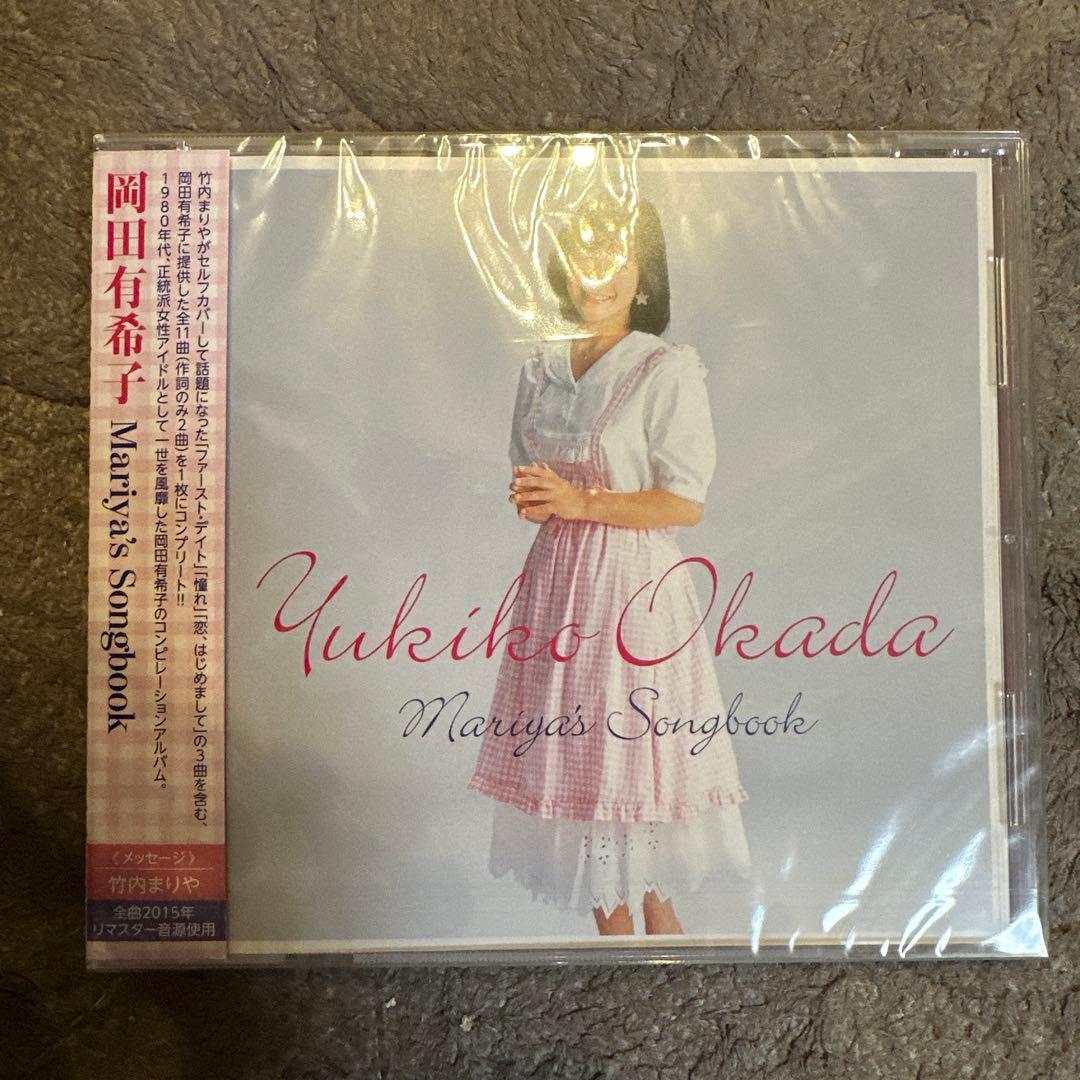 岡田有希子 Mariya's Songbook
竹内まりやがセルフカバーして話題になった「ファースト・デイト」「憧れ」「恋、はじめまして」の3曲を含む、
岡田有希子に提供した全11曲(作詞のみ2曲)を1枚にコンプリート!!
1980年代、正統派女性アイドルとして一世を風靡した岡田有希子のコンピレーションアルバム。
《メッセージ》
竹内まりや
全曲2015年
リマスター音源使用
Yukiko Okada
Mariya's Songbook